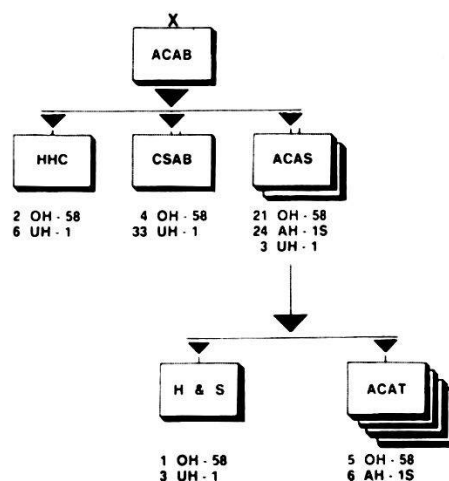 X
ACAB
HHC
CSAB
ACAS
2 OH - 58
6 UH - 1
4 OH - 58
33 UH - 1
21 OH - 58
24 AH - 1S
3 UH - 1
H & S
ACAT
1 OH - 58
3 UH - 1
5 OH - 58
6 AH - 1S